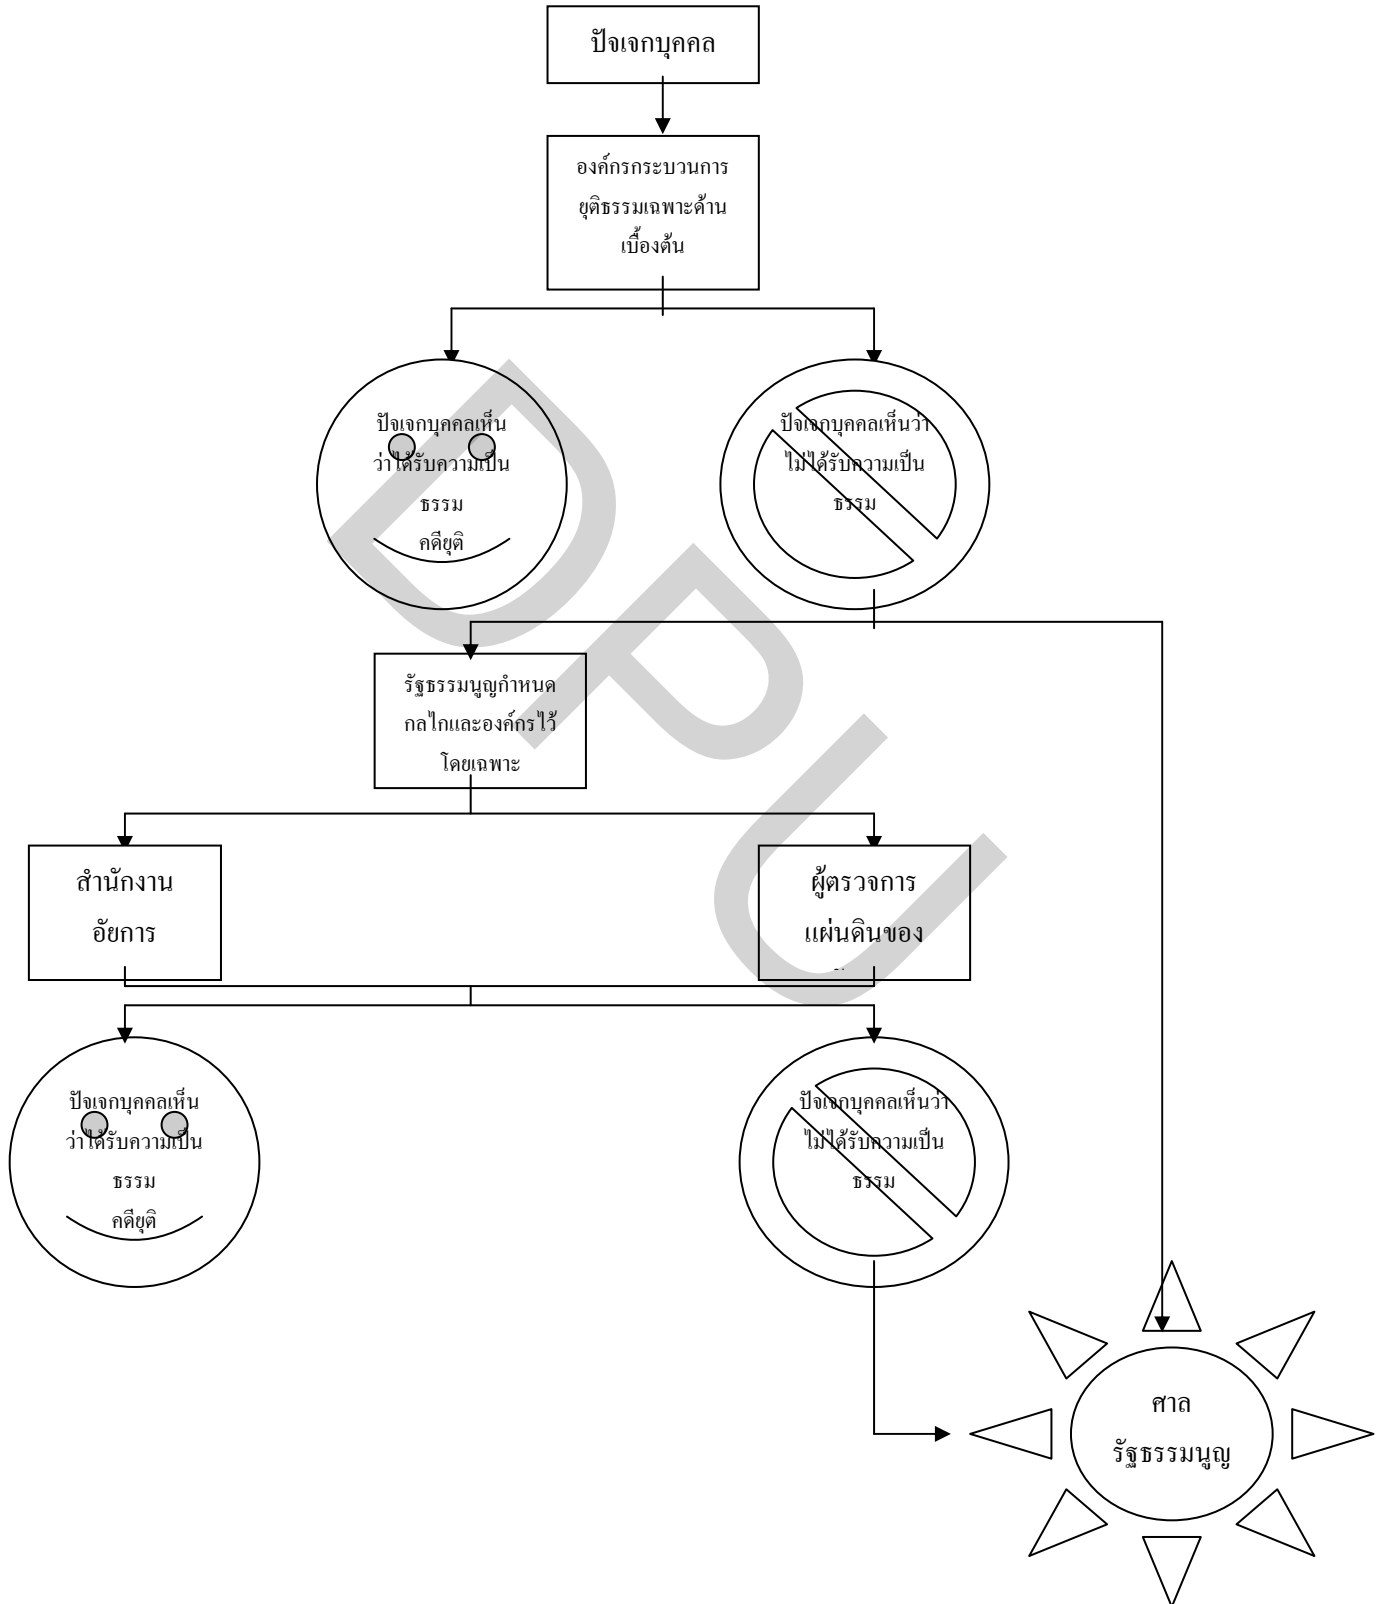 ปัจเจกบุคคล
องค์กรกระบวนการ
ยุติธรรมเฉพาะด้าน
เบื้องต้น
ปัจเจกบุคคลเห็น
ว่าได้รับความเป็น
ธรรม
คดียุติ
ปัจเจกบุคคลเห็นว่า
ไม่ได้รับความเป็น
ธรรม
รัฐธรรมนูญกำหนด
กลไกและองค์กรไว้
โดยเฉพาะ
สำนักงาน
อัยการ
ผู้ตรวจการ
แผ่นดินของ
ปัจเจกบุคคลเห็น
ว่าได้รับความเป็น
ธรรม
คดียุติ
ปัจเจกบุคคลเห็นว่า
ไม่ได้รับความเป็น
ธรรม
ศาล
รัฐธรรมนูญ
DPU